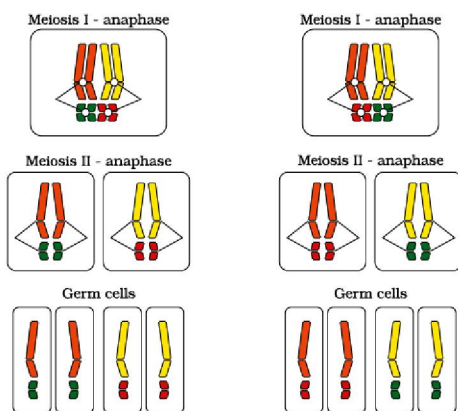 Meiosis I - anaphase
Meiosis I - anaphase
Meiosis II - anaphase
Meiosis II - anaphase
Germ cells
Germ cells